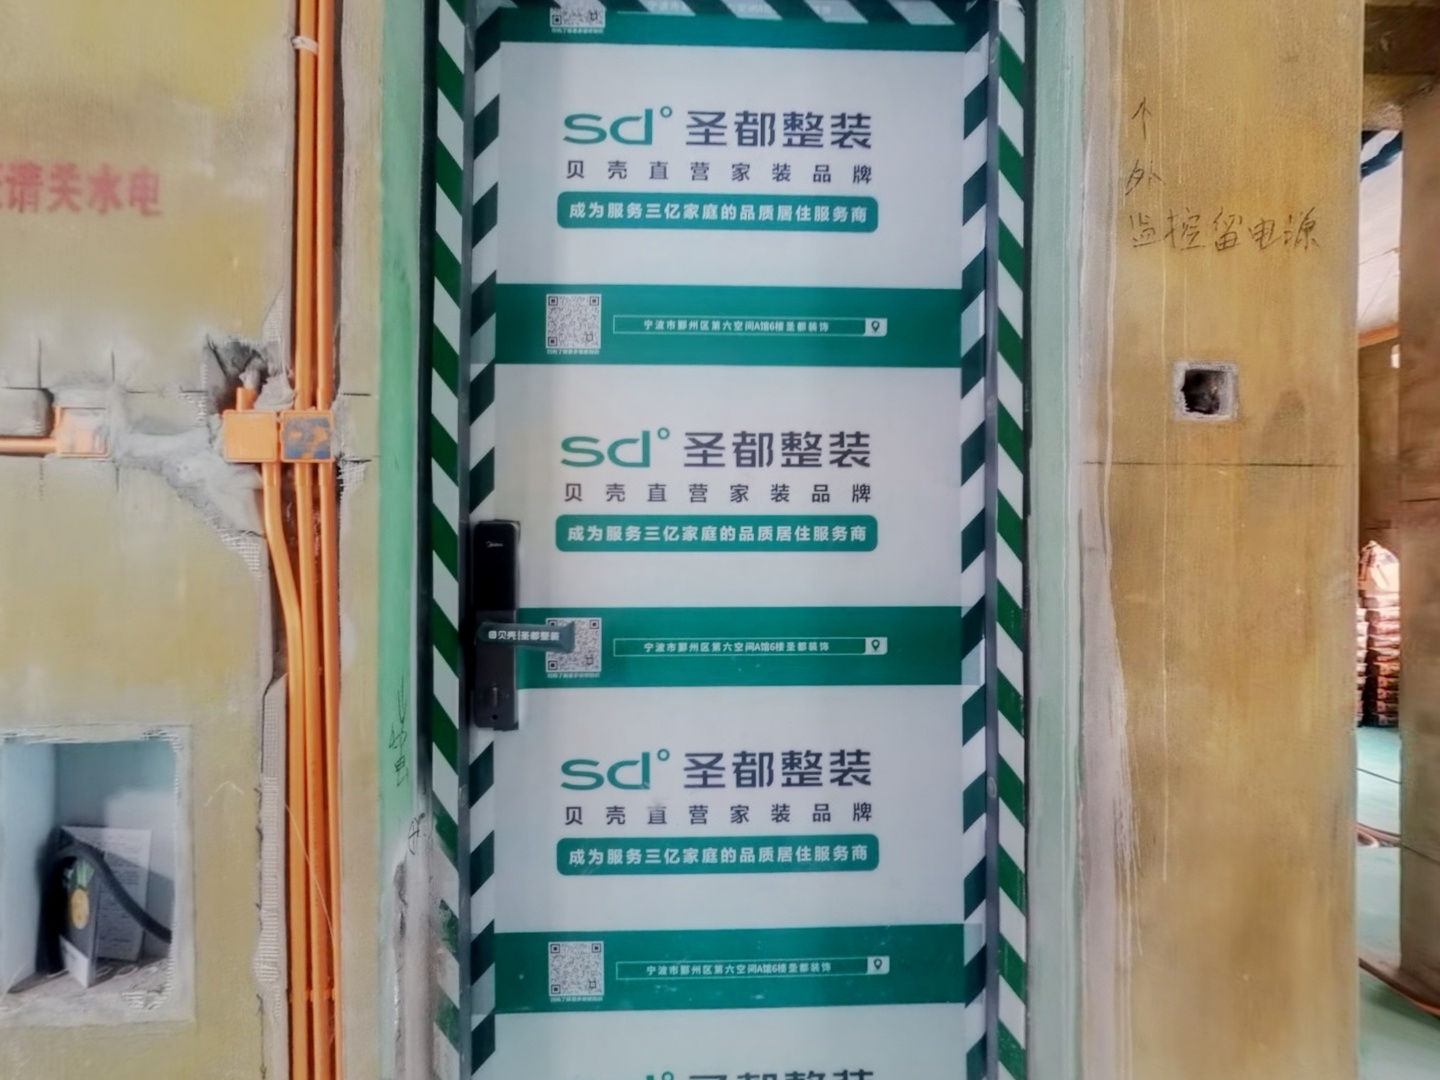 请关水电
sd° 圣都整装
贝壳直营家装品牌
成为服务三亿家庭的品质居住服务商
宁波市鄞州区第六空间A馆6楼圣都装饰
sd° 圣都整装
贝壳直营家装品牌
成为服务三亿家庭的品质居住服务商
Midea
贝壳|圣都整装
宁波市鄞州区第六空间A馆6楼圣都装饰
sd° 圣都整装
贝壳直营家装品牌
成为服务三亿家庭的品质居住服务商
宁波市鄞州区第六空间A馆6楼圣都装饰
外
监控留电源